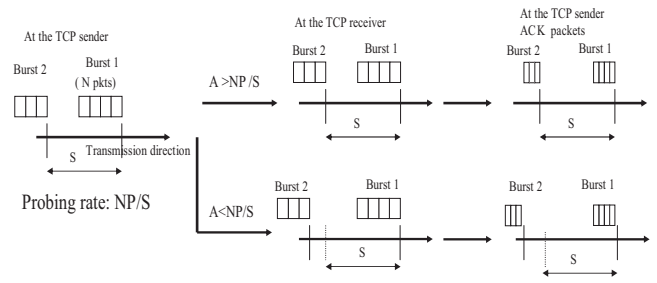 At the TCP sender
Burst 2
Burst 1
( N pkts)
S
Transmission direction
Probing rate: NP/S
A >NP /S
A<NP/S
At the TCP receiver
Burst 2
Burst 1
S
At the TCP sender
ACK packets
Burst 2
Burst 1
S
Burst 2
Burst 1
S
Burst 2
Burst 1
S